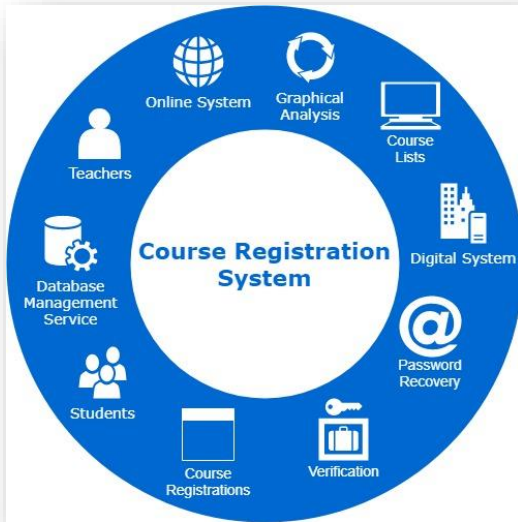 Online System
Graphical
Analysis
Course
Lists
Digital System
Password
Recovery
Verification
Course
Registrations
Students
Database
Management
Service
Teachers
Course Registration
System